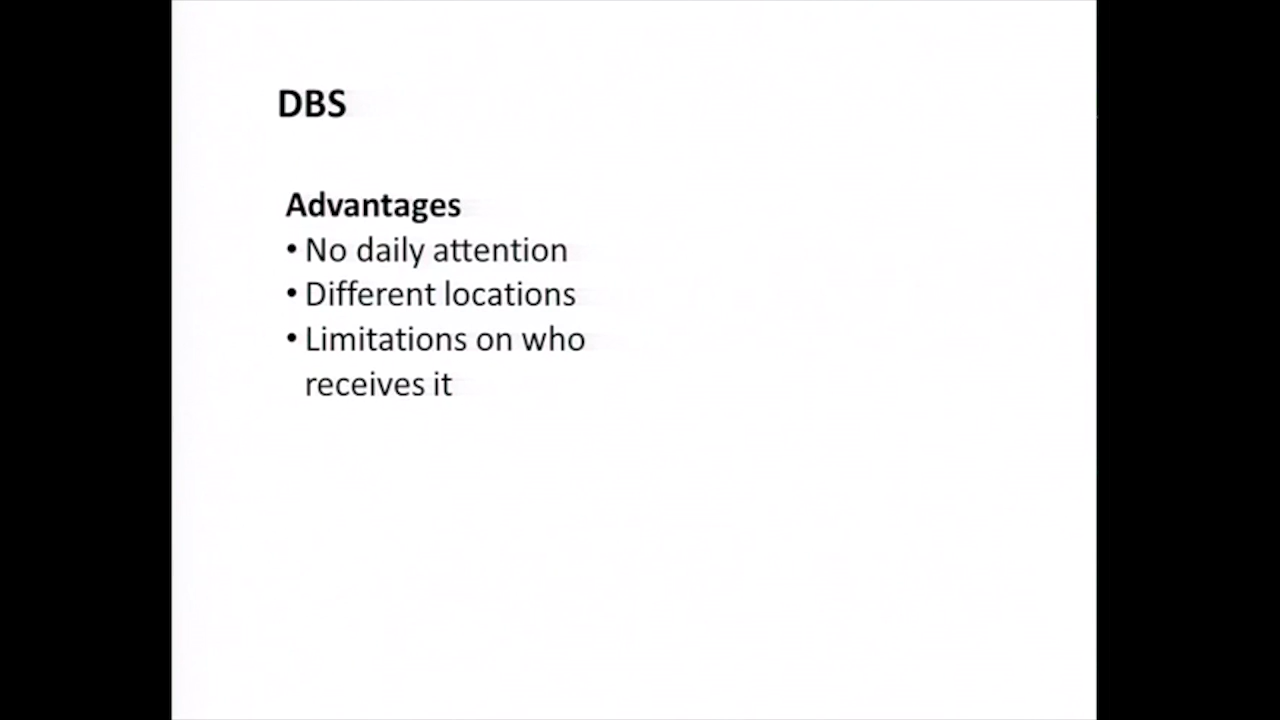 DBS
Advantages
• No daily attention
• Different locations
• Limitations on who
receives it